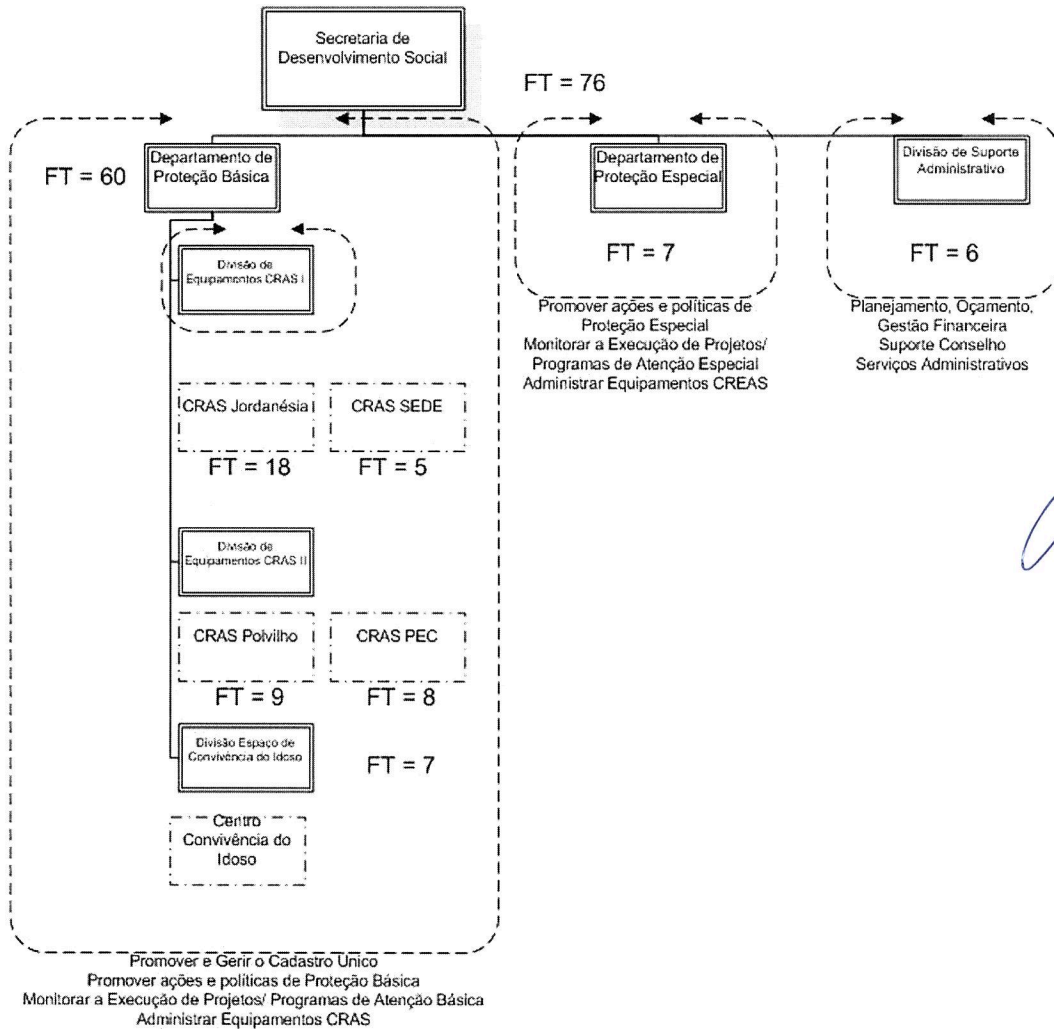 Secretaria de
Desenvolvimento Social
FT = 76
FT = 60
Departamento de
Proteção Básica
Departamento de
Proteção Especial
Divisão de Suporte
Administrativo
FT = 7
FT = 6
Divisão de
Equipamentos CRAS I
Promover ações e políticas de
Proteção Especial
Monitorar a Execução de Projetos/
Programas de Atenção Especial
Administrar Equipamentos CREAS
Planejamento, Oçamento,
Gestão Financeira
Suporte Conselho
Serviços Administrativos
CRAS Jordanésia
CRAS SEDE
FT = 18
FT = 5
Divisão de
Equipamentos CRAS II
CRAS Polvilho
CRAS PEC
FT = 9
FT = 8
Divisão Espaço de
Convivência do Idoso
FT = 7
Centro
Convivência do
Idoso
Promover e Gerir o Cadastro Único
Promover ações e políticas de Proteção Básica
Monitorar a Execução de Projetos/ Programas de Atenção Básica
Administrar Equipamentos CRAS